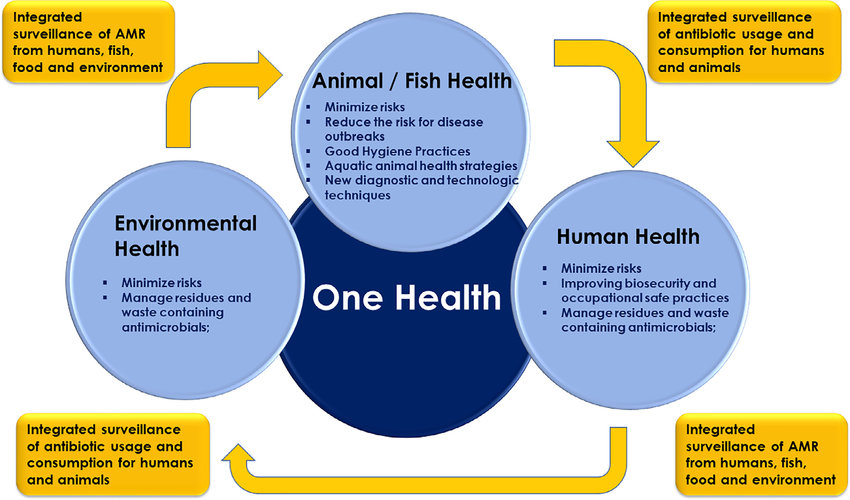 Integrated
surveillance of AMR
from humans, fish,
food and environment
Integrated surveillance
of antibiotic usage and
consumption for humans
and animals
Animal / Fish Health
▪ Minimize risks
▪ Reduce the risk for disease
outbreaks
▪ Good Hygiene Practices
▪ Aquatic animal health strategies
▪ New diagnostic and technologic
techniques
Environmental
Health
▪ Minimize risks
▪ Manage residues and
waste containing
antimicrobials;
One Health
Human Health
▪ Minimize risks
▪ Improving biosecurity and
occupational safe practices
▪ Manage residues and waste
containing antimicrobials;
Integrated surveillance
of antibiotic usage and
consumption for humans
and animals
Integrated
surveillance of AMR
from humans, fish,
food and environment